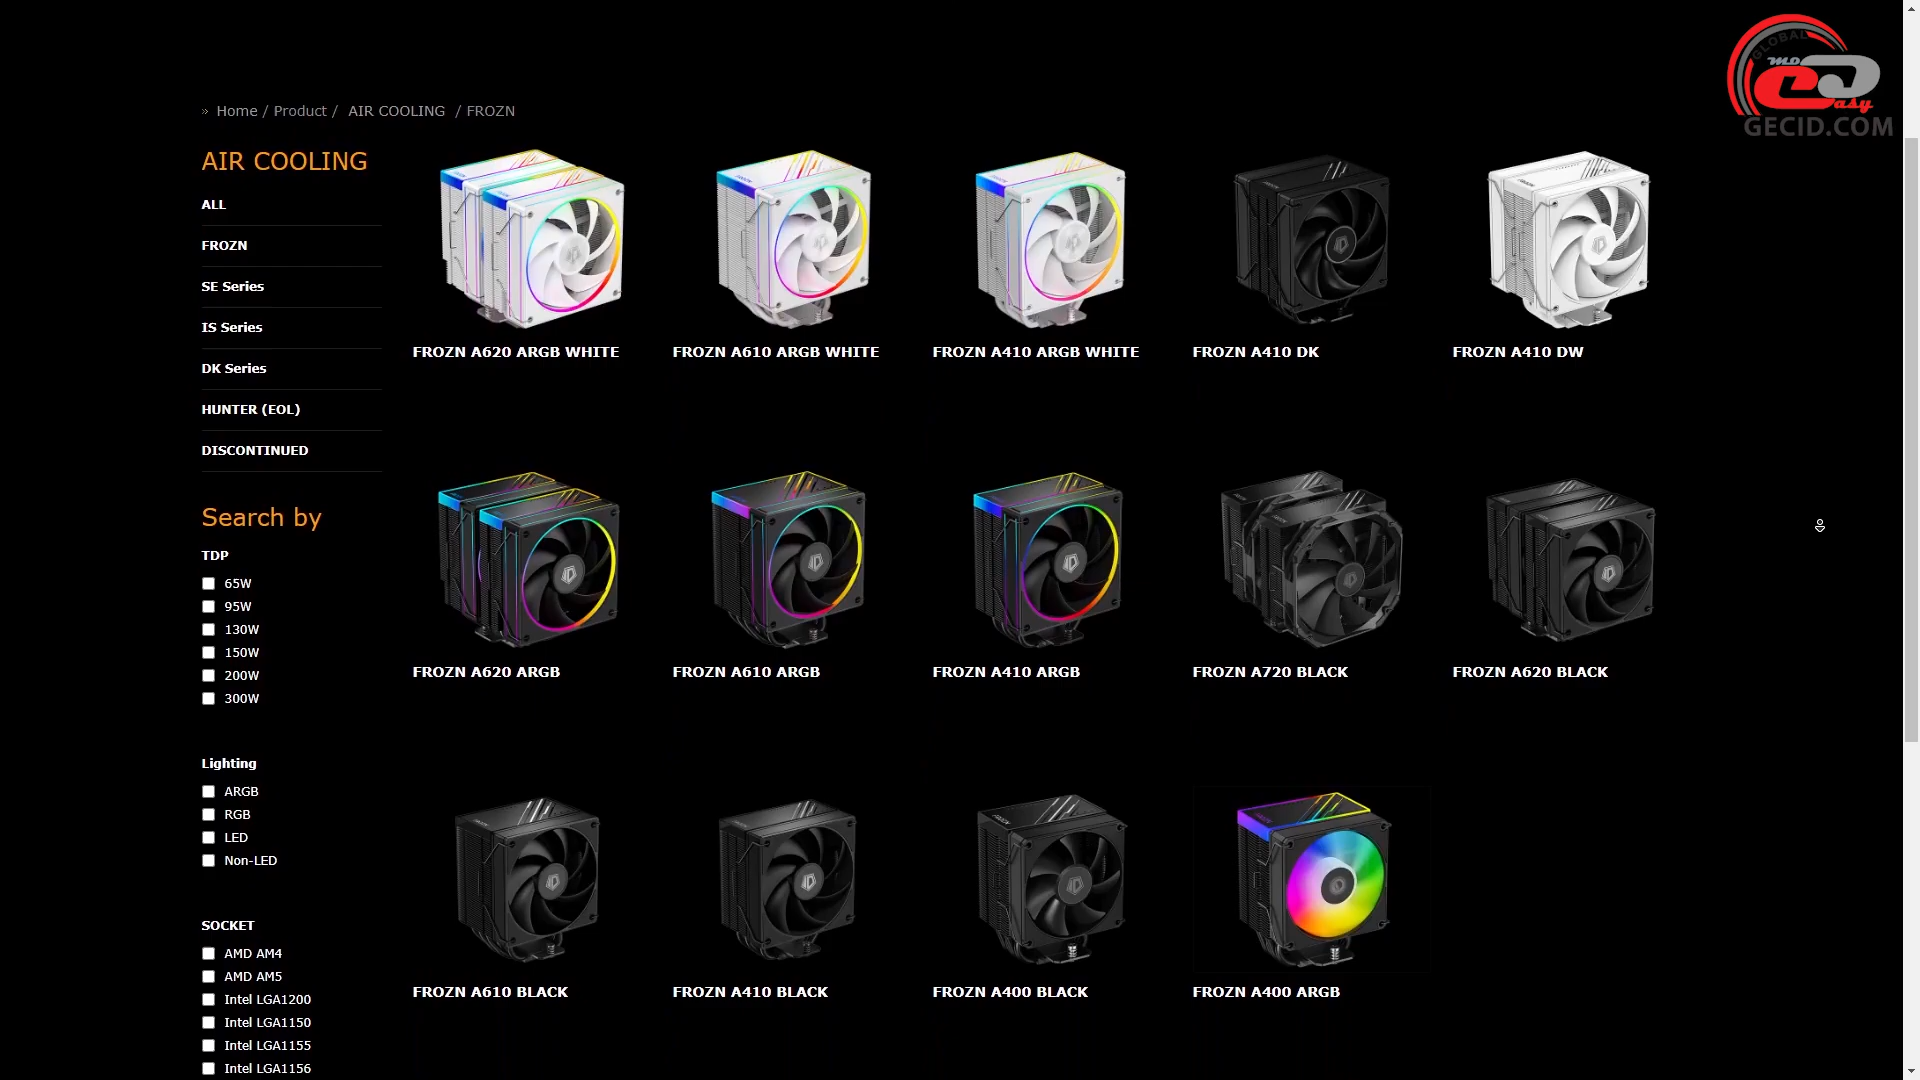 GLOBAL
MO
easy
GECID.COM
» Home / Product / AIR COOLING / FROZN
AIR COOLING
ALL
FROZN
SE Series
IS Series
DK Series
HUNTER (EOL)
DISCONTINUED
Search by
TDP
65W
95W
130W
150W
200W
300W
Lighting
ARGB
RGB
LED
Non-LED
SOCKET
AMD AM4
AMD AM5
Intel LGA1200
Intel LGA1150
Intel LGA1155
Intel LGA1156
FROZN A620 ARGB WHITE
FROZN A610 ARGB WHITE
FROZN A410 ARGB WHITE
FROZN A410 DK
FROZN A410 DW
FROZN A620 ARGB
FROZN A610 ARGB
FROZN A410 ARGB
FROZN A720 BLACK
FROZN A620 BLACK
FROZN A610 BLACK
FROZN A410 BLACK
FROZN A400 BLACK
FROZN A400 ARGB